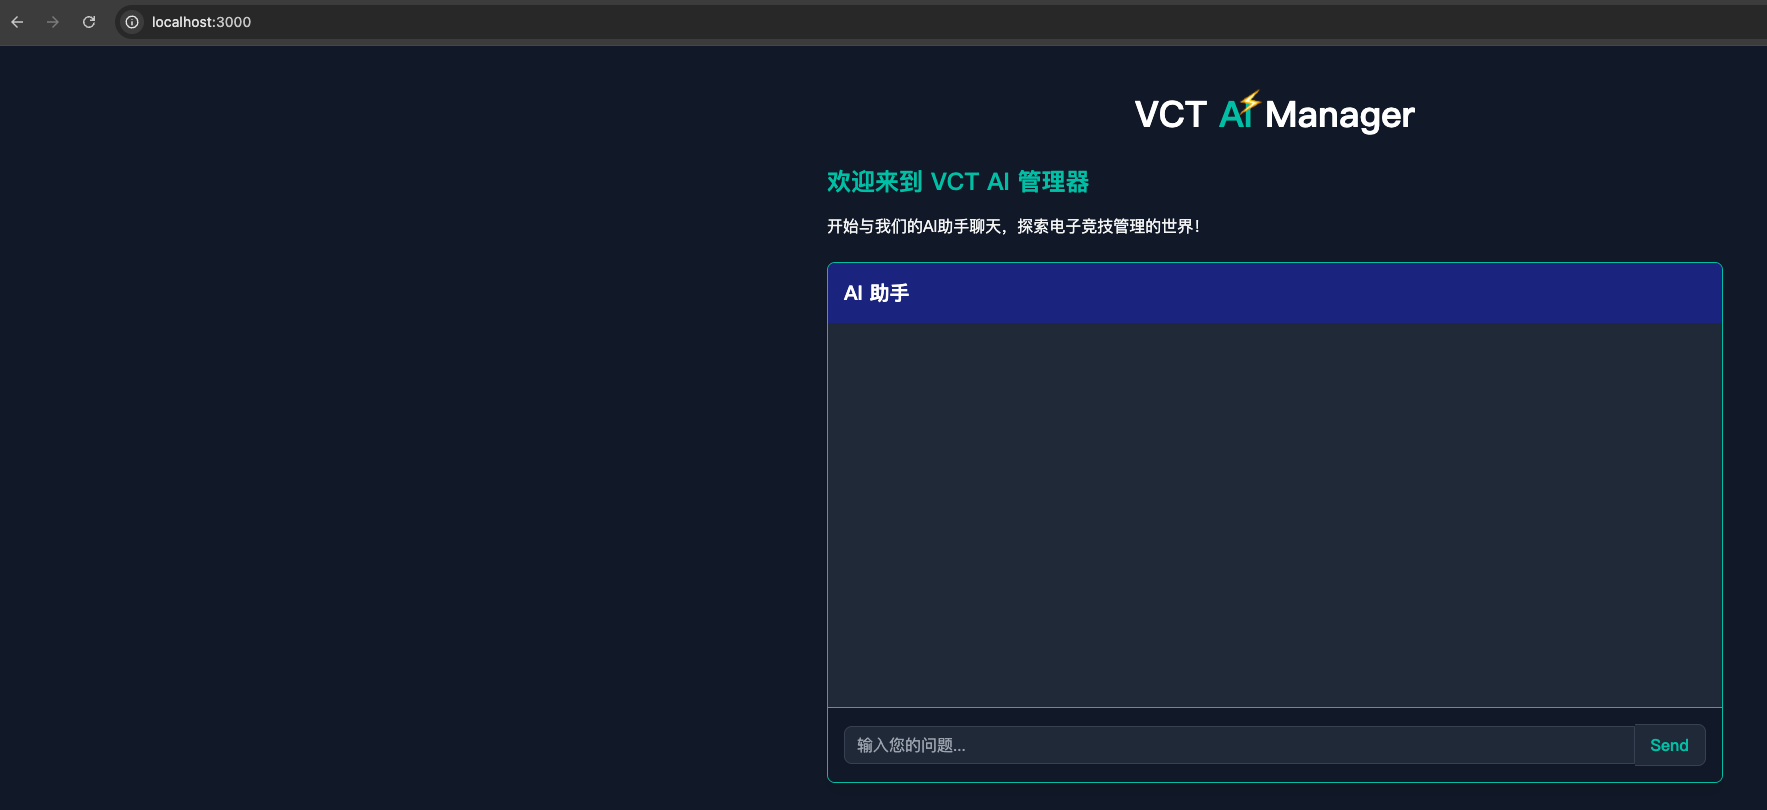 localhost:3000
VCT AI⚡ Manager
欢迎来到 VCT AI 管理器
开始与我们的AI助手聊天，探索电子竞技管理的世界！
AI 助手
输入您的问题...
Send